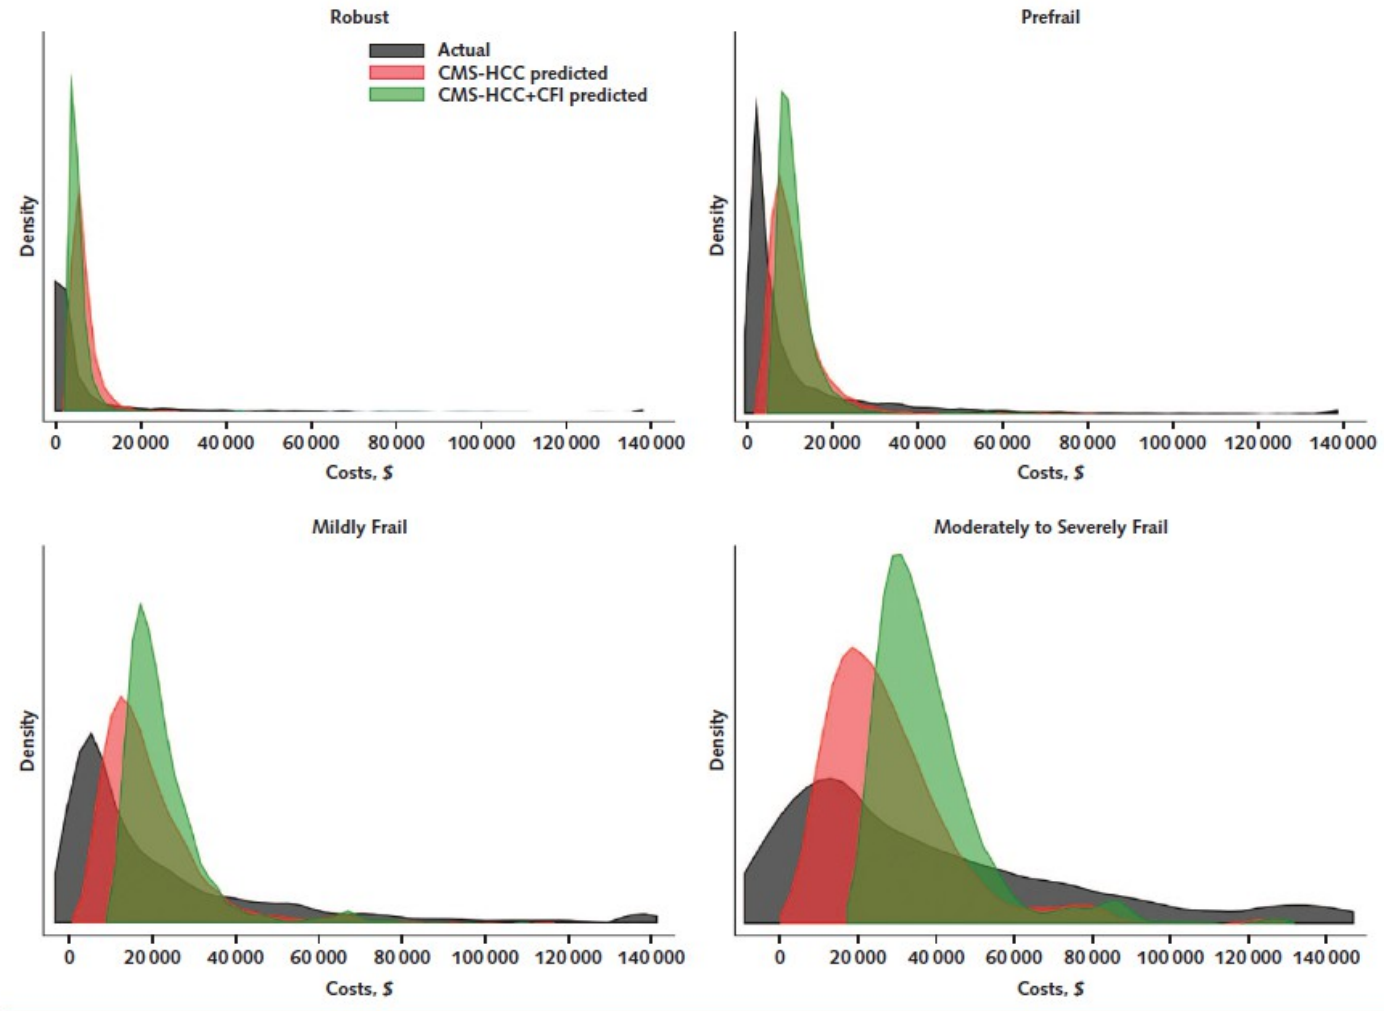 Robust
Actual
CMS-HCC predicted
CMS-HCC+CFI predicted
Density
0 20 000 40 000 60 000 80 000 100 000 120 000 140 000
Costs, $
Prefrail
Density
0 20 000 40 000 60 000 80 000 100 000 120 000 140 000
Costs, $
Mildly Frail
Density
0 20 000 40 000 60 000 80 000 100 000 120 000 140 000
Costs, $
Moderately to Severely Frail
Density
0 20 000 40 000 60 000 80 000 100 000 120 000 140 000
Costs, $